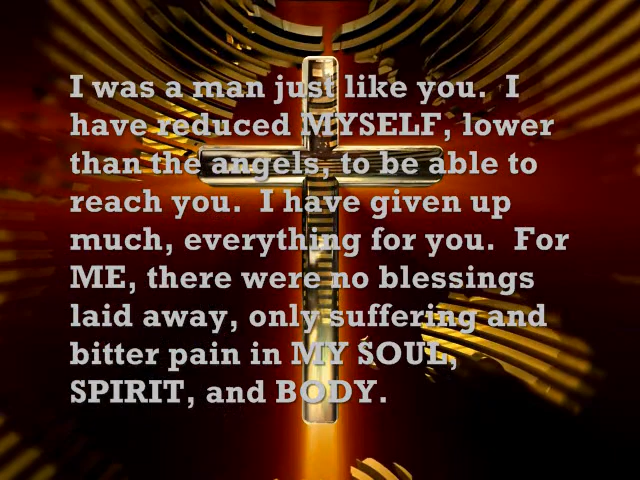 I was a man just like you.  I
have reduced MYSELF, lower
than the angels, to be able to
reach you.  I have given up
much, everything for you.  For
ME, there were no blessings
laid away, only suffering and
bitter pain in MY SOUL,
SPIRIT, and BODY.